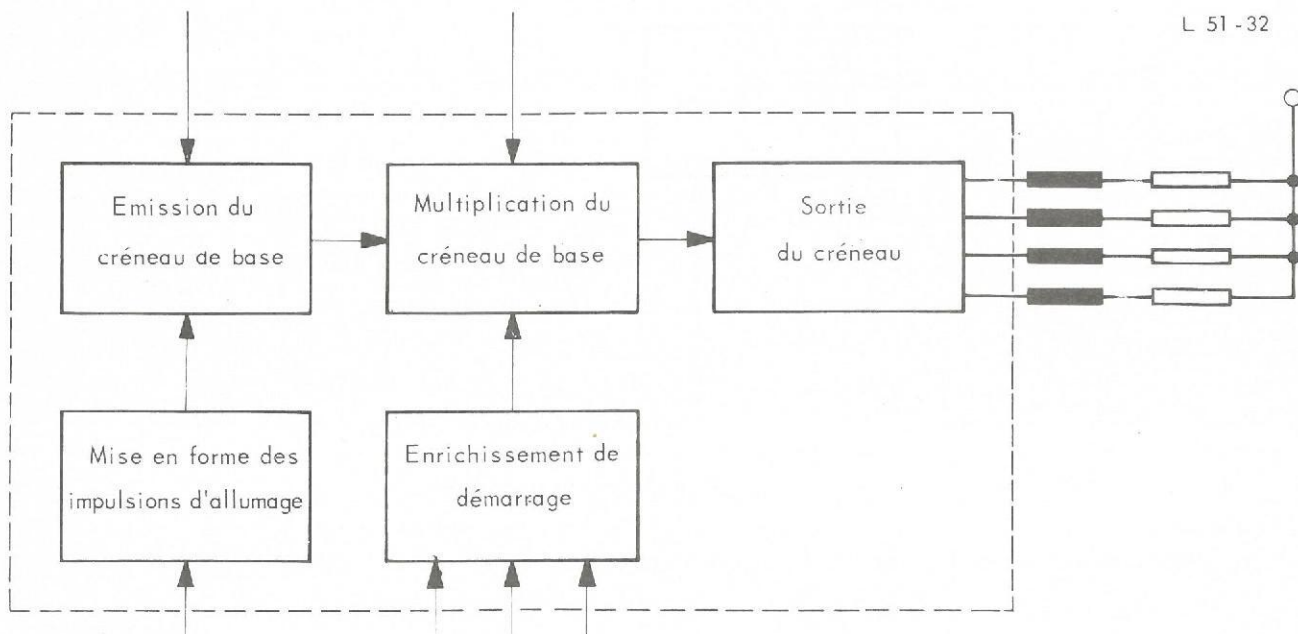 L 51-32
Emission du
créneau de base
Multiplication du
créneau de base
Sortie
du créneau
Mise en forme des
impulsions d'allumage
Enrichissement de
démarrage